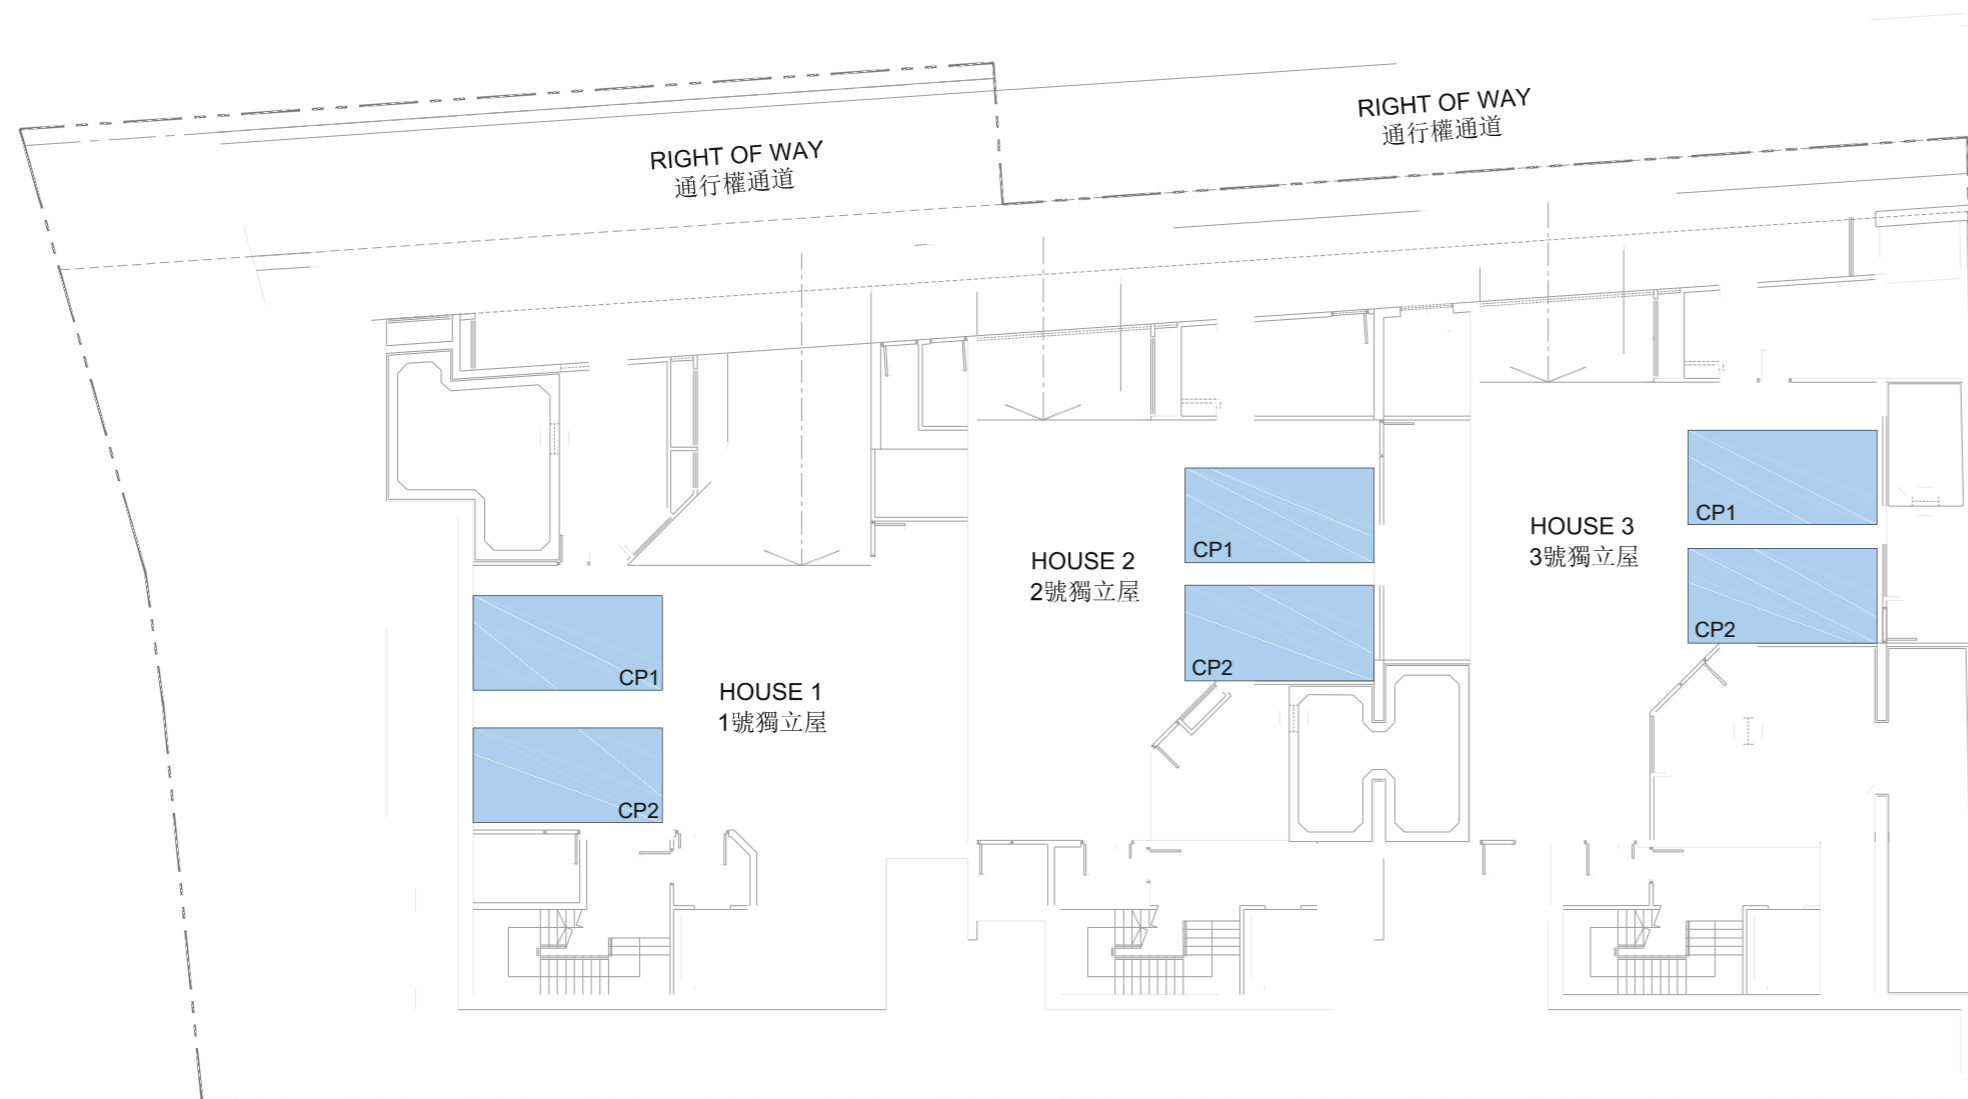 RIGHT OF WAY
通行權通道
RIGHT OF WAY
通行權通道
HOUSE 1
1號獨立屋
CP1
CP2
HOUSE 2
2號獨立屋
CP1
CP2
HOUSE 3
3號獨立屋
CP1
CP2